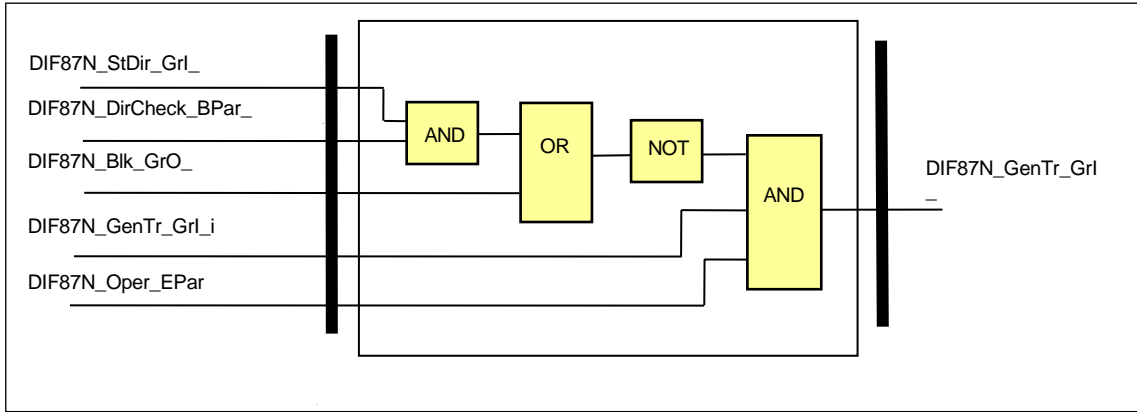 DIF87N_StDir_GrI_
DIF87N_DirCheck_BPar_
DIF87N_Blk_GrO_
DIF87N_GenTr_GrI_i
DIF87N_Oper_EPar
AND
OR
NOT
AND
DIF87N_GenTr_GrI
_